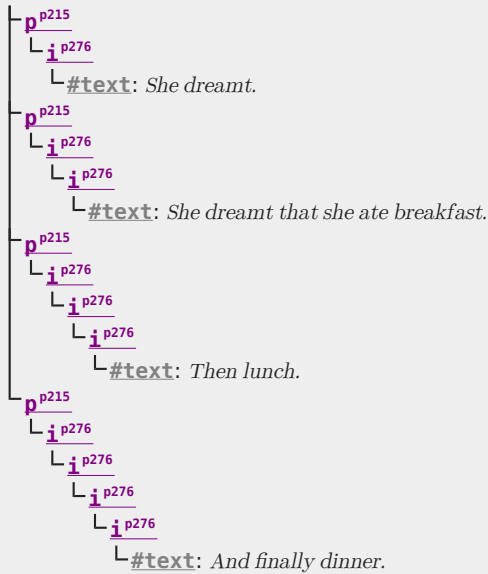 p p215
i p276
#text: She dreamt.
p p215
i p276
i p276
#text: She dreamt that she ate breakfast.
p p215
i p276
i p276
i p276
#text: Then lunch.
p p215
i p276
i p276
i p276
i p276
#text: And finally dinner.